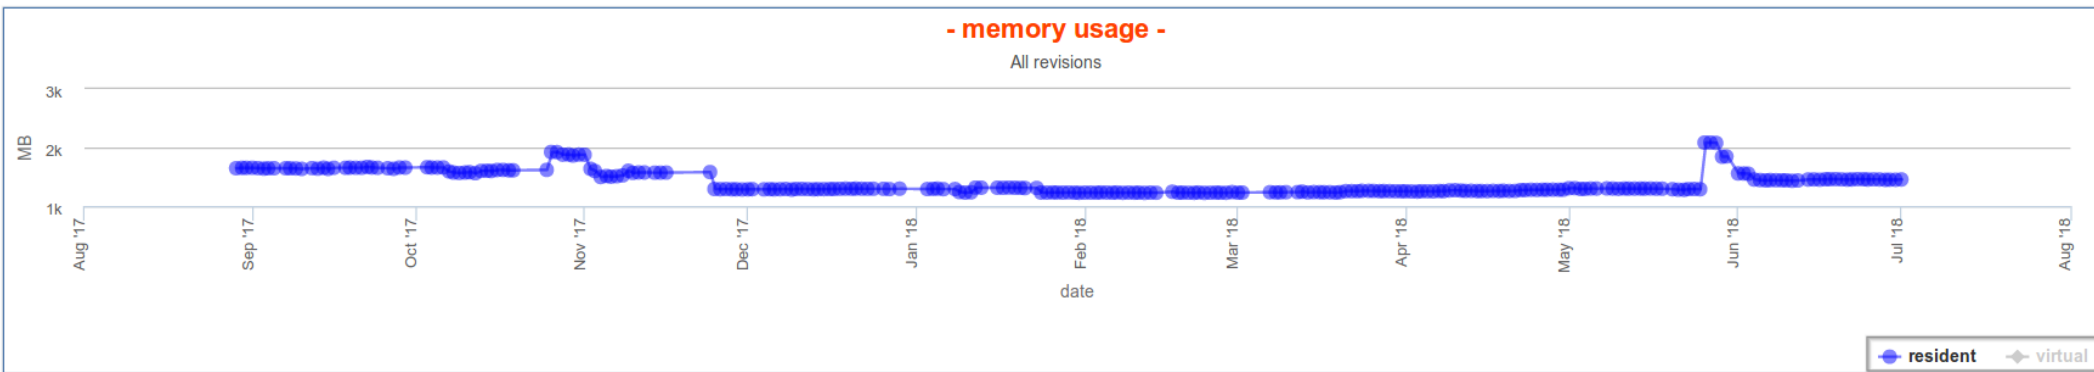 - memory usage -
All revisions
3k
2k
1k
MB
Aug '17
Sep '17
Oct '17
Nov '17
Dec '17
Jan '18
Feb '18
Mar '18
Apr '18
May '18
Jun '18
Jul '18
Aug '18
date
resident
virtual